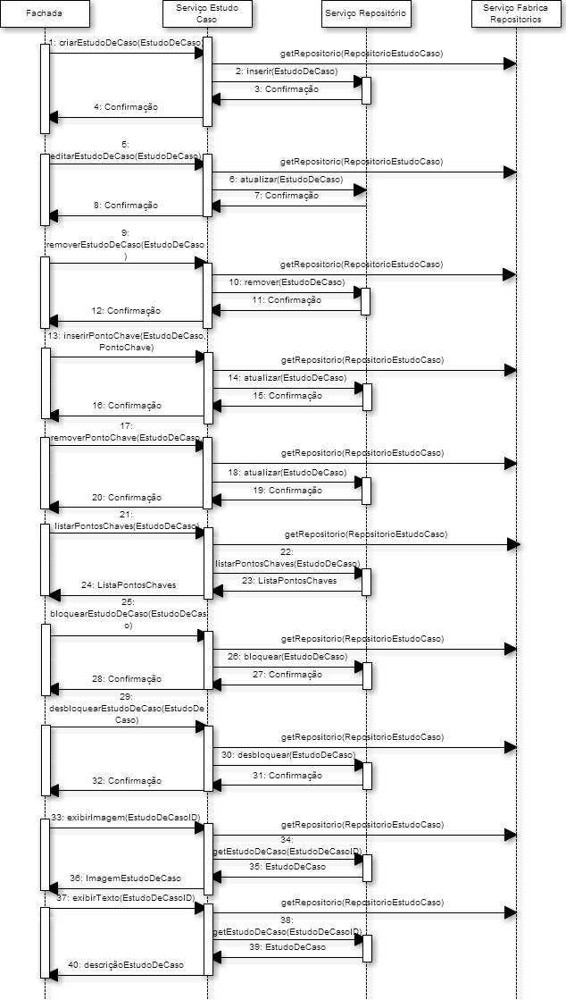 Fachada
Serviço Estudo
Caso
Serviço Repositório
Serviço Fabrica
Repositorios
1: criarEstudoDeCaso(EstudoDeCaso)
getRepositorio(RepositorioEstudoCaso)
2: inserir(EstudoDeCaso)
3: Confirmação
4: Confirmação
5:
editarEstudoDeCaso(EstudoDeCaso)
getRepositorio(RepositorioEstudoCaso)
6: atualizar(EstudoDeCaso)
7: Confirmação
8: Confirmação
9:
removerEstudoDeCaso(EstudoDeCaso
)
getRepositorio(RepositorioEstudoCaso)
10: remover(EstudoDeCaso)
11: Confirmação
12: Confirmação
13: inserirPontoChave(EstudoDeCaso,
PontoChave)
getRepositorio(RepositorioEstudoCaso)
14: atualizar(EstudoDeCaso)
15: Confirmação
16: Confirmação
17:
removerPontoChave(EstudoDeCaso,
getRepositorio(RepositorioEstudoCaso)
18: atualizar(EstudoDeCaso)
19: Confirmação
20: Confirmação
21:
listarPontosChaves(EstudoDeCaso)
getRepositorio(RepositorioEstudoCaso)
22:
listarPontosChaves(EstudoDeCaso)
23: ListaPontosChaves
24: ListaPontosChaves
25:
bloquearEstudoDeCaso(EstudoDeCas
o)
getRepositorio(RepositorioEstudoCaso)
26: bloquear(EstudoDeCaso)
27: Confirmação
28: Confirmação
29:
desbloquearEstudoDeCaso(EstudoDe
Caso)
getRepositorio(RepositorioEstudoCaso)
30: desbloquear(EstudoDeCaso)
31: Confirmação
32: Confirmação
33: exibirImagem(EstudoDeCasoID)
getRepositorio(RepositorioEstudoCaso)
34:
getEstudoDeCaso(EstudoDeCasoID)
35: EstudoDeCaso
36: ImagemEstudoDeCaso
37: exibirTexto(EstudoDeCasoID)
getRepositorio(RepositorioEstudoCaso)
38:
getEstudoDeCaso(EstudoDeCasoID)
39: EstudoDeCaso
40: descriçãoEstudoDeCaso